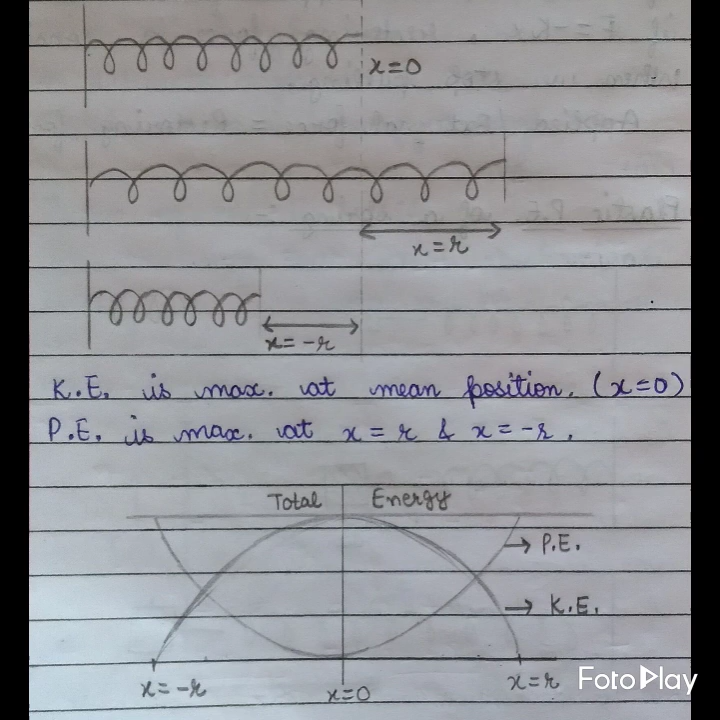 x=0
x=r
x=-r
K.E. is max. at mean position. (x=0)
P.E. is max. at x=r & x=-r.
Total Energy
→ P.E.
→ K.E.
x=-r x=0 x=r
FotoPlay